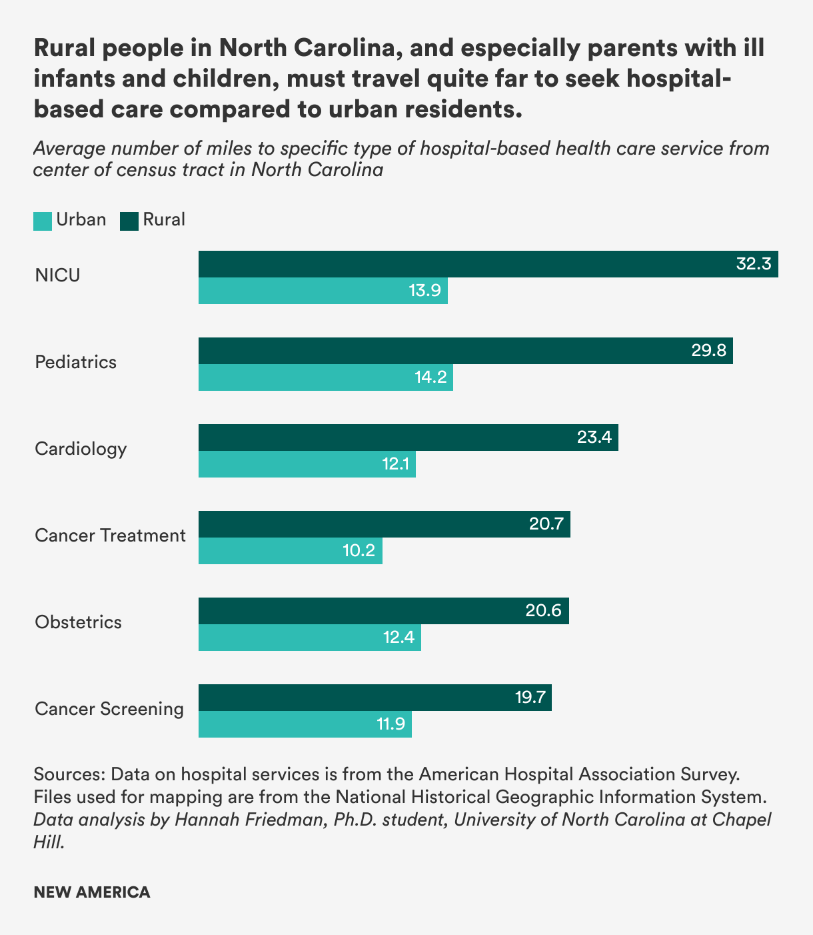 Rural people in North Carolina, and especially parents with ill
infants and children, must travel quite far to seek hospital-
based care compared to urban residents.
Average number of miles to specific type of hospital-based health care service from
center of census tract in North Carolina
Urban Rural
NICU
32.3
13.9
Pediatrics
29.8
14.2
Cardiology
23.4
12.1
Cancer Treatment
20.7
10.2
Obstetrics
20.6
12.4
Cancer Screening
19.7
11.9
Sources: Data on hospital services is from the American Hospital Association Survey.
Files used for mapping are from the National Historical Geographic Information System.
Data analysis by Hannah Friedman, Ph.D. student, University of North Carolina at Chapel
Hill.
NEW AMERICA